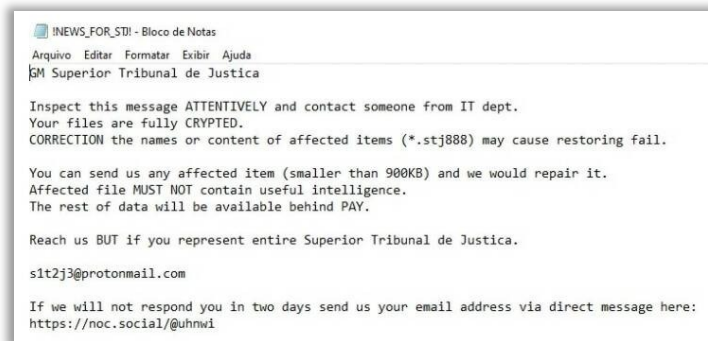 !NEWS_FOR_STJ! - Bloco de Notas
Arquivo Editar Formatar Exibir Ajuda
GM Superior Tribunal de Justica
Inspect this message ATTENTIVELY and contact someone from IT dept.
Your files are fully CRYPTED.
CORRECTION the names or content of affected items (*.stj888) may cause restoring fail.
You can send us any affected item (smaller than 900KB) and we would repair it.
Affected file MUST NOT contain useful intelligence.
The rest of data will be available behind PAY.
Reach us BUT if you represent entire Superior Tribunal de Justica.
s1t2j3@protonmail.com
If we will not respond you in two days send us your email address via direct message here:
https://noc.social/@uhnwi